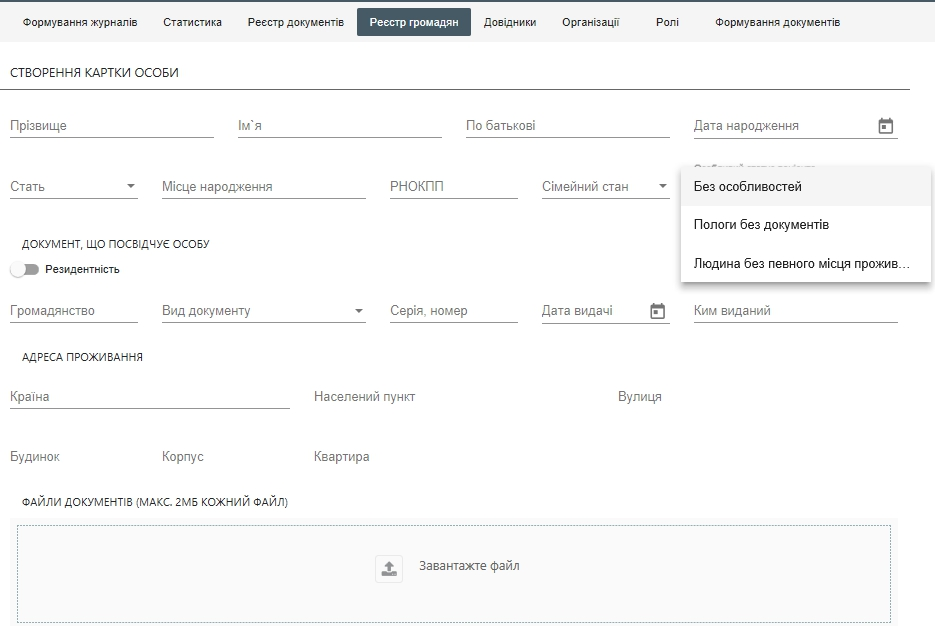 Формування журналів Статистика Реєстр документів Реєстр громадян Довідники Організації Ролі Формування документів
СТВОРЕННЯ КАРТКИ ОСОБИ
Прізвище Ім`я По батькові Дата народження
Стать Місце народження РНОКПП Сімейний стан
Без особливостей
Пологи без документів
Людина без певного місця прожив...
ДОКУМЕНТ, ЩО ПОСВІДЧУЄ ОСОБУ
Резидентність
Громадянство Вид документу Серія, номер Дата видачі Ким виданий
АДРЕСА ПРОЖИВАННЯ
Країна Населений пункт Вулиця
Будинок Корпус Квартира
ФАЙЛИ ДОКУМЕНТІВ (МАКС. 2МБ КОЖНИЙ ФАЙЛ)
Завантажте файл